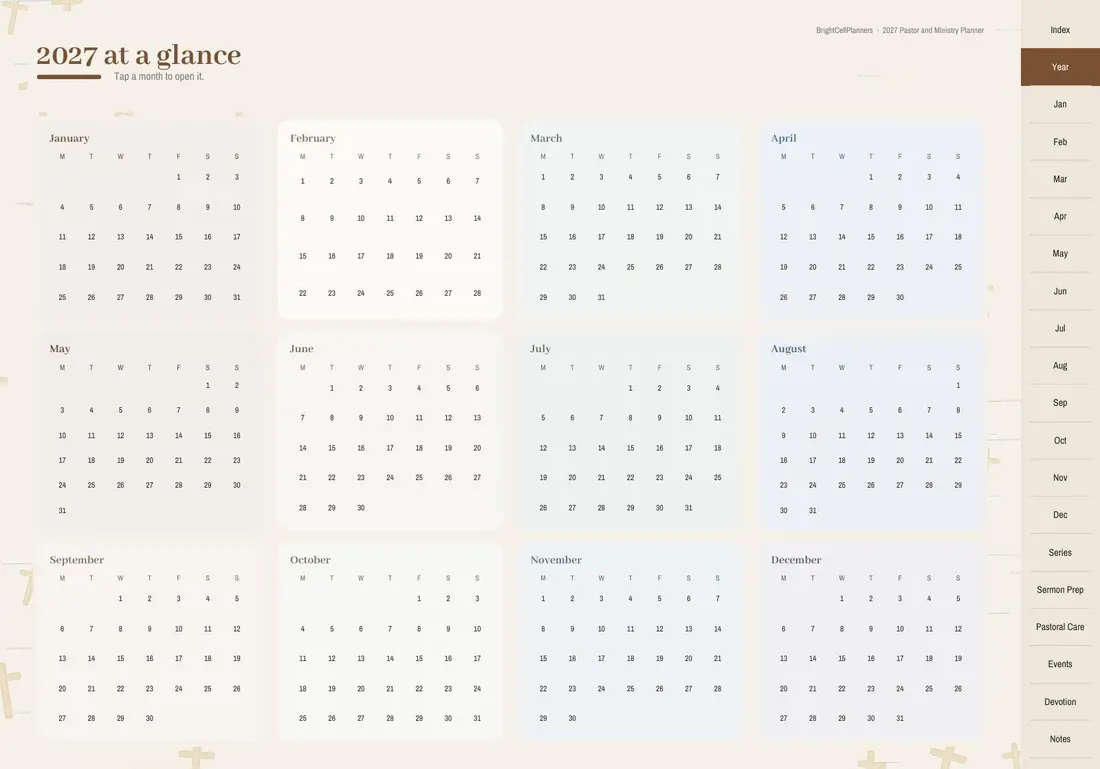 BrightCellPlanners · 2027 Pastor and Ministry Planner
2027 at a glance
Tap a month to open it.
January
M T W T F S S
1 2 3
4 5 6 7 8 9 10
11 12 13 14 15 16 17
18 19 20 21 22 23 24
25 26 27 28 29 30 31
February
M T W T F S S
1 2 3 4 5 6 7
8 9 10 11 12 13 14
15 16 17 18 19 20 21
22 23 24 25 26 27 28
March
M T W T F S S
1 2 3 4 5 6 7
8 9 10 11 12 13 14
15 16 17 18 19 20 21
22 23 24 25 26 27 28
29 30 31
April
M T W T F S S
1 2 3 4
5 6 7 8 9 10 11
12 13 14 15 16 17 18
19 20 21 22 23 24 25
26 27 28 29 30
May
M T W T F S S
1 2
3 4 5 6 7 8 9
10 11 12 13 14 15 16
17 18 19 20 21 22 23
24 25 26 27 28 29 30
31
June
M T W T F S S
1 2 3 4 5 6
7 8 9 10 11 12 13
14 15 16 17 18 19 20
21 22 23 24 25 26 27
28 29 30
July
M T W T F S S
1 2 3 4
5 6 7 8 9 10 11
12 13 14 15 16 17 18
19 20 21 22 23 24 25
26 27 28 29 30 31
August
M T W T F S S
1
2 3 4 5 6 7 8
9 10 11 12 13 14 15
16 17 18 19 20 21 22
23 24 25 26 27 28 29
30 31
September
M T W T F S S
1 2 3 4 5
6 7 8 9 10 11 12
13 14 15 16 17 18 19
20 21 22 23 24 25 26
27 28 29 30
October
M T W T F S S
1 2 3
4 5 6 7 8 9 10
11 12 13 14 15 16 17
18 19 20 21 22 23 24
25 26 27 28 29 30 31
November
M T W T F S S
1 2 3 4 5 6 7
8 9 10 11 12 13 14
15 16 17 18 19 20 21
22 23 24 25 26 27 28
29 30
December
M T W T F S S
1 2 3 4 5
6 7 8 9 10 11 12
13 14 15 16 17 18 19
20 21 22 23 24 25 26
27 28 29 30 31
Index
Year
Jan
Feb
Mar
Apr
May
Jun
Jul
Aug
Sep
Oct
Nov
Dec
Series
Sermon Prep
Pastoral Care
Events
Devotion
Notes